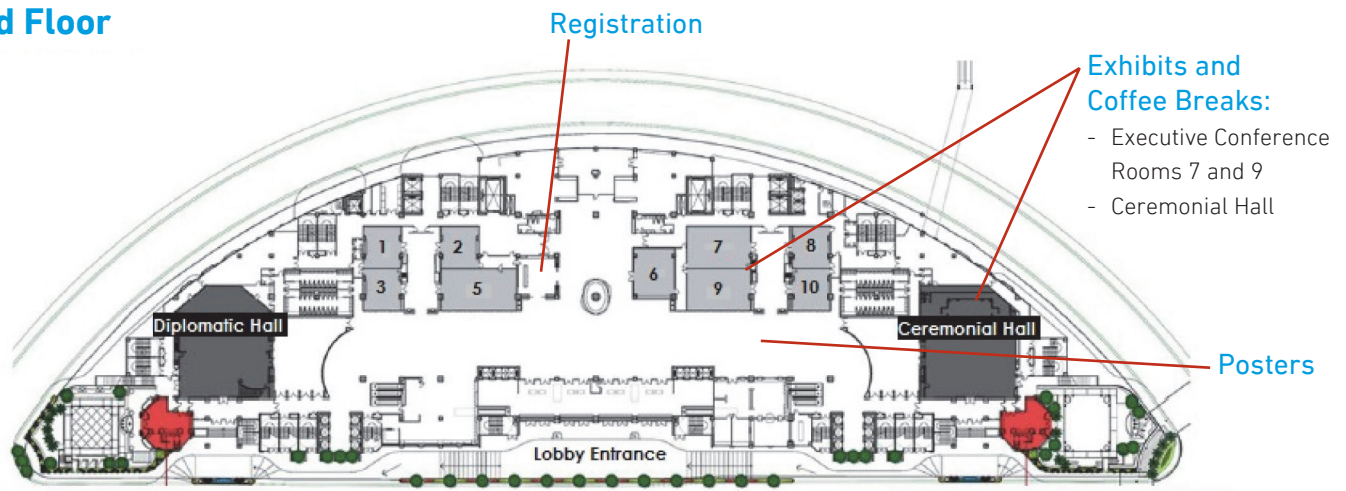 d Floor
Registration
Exhibits and
Coffee Breaks:
- Executive Conference
Rooms 7 and 9
- Ceremonial Hall
1
2
7
8
6
3
5
9
10
Diplomatic Hall
Ceremonial Hall
Posters
Lobby Entrance